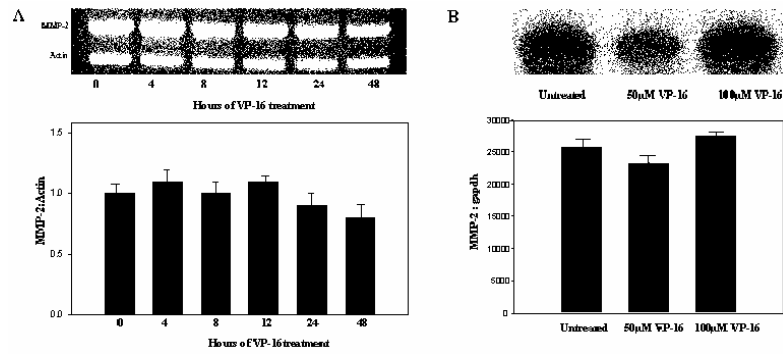 A
MMP-2
Actin
0 4 8 12 24 48
Hours of VP-16 treatment
MMP-2:Actin
1.5
1.0
0.5
0.0
0 4 8 12 24 48
Hours of VP-16 treatment
B
Untreated 50µM VP-16 100µM VP-16
MMP-2 : gapdh
30000
25000
20000
15000
10000
5000
0
Untreated 50µM VP-16 100µM VP-16